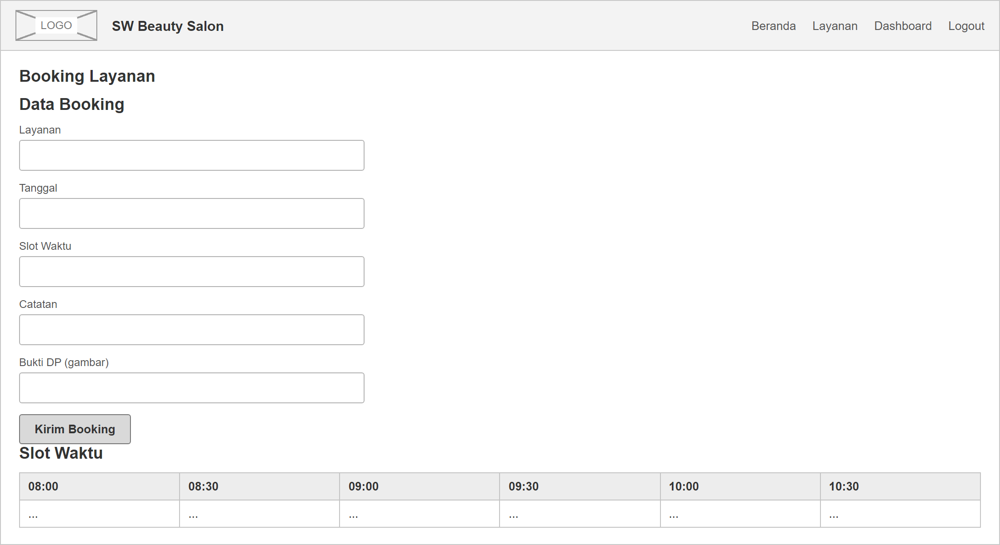 LOGO SW Beauty Salon Beranda Layanan Dashboard Logout
Booking Layanan
Data Booking
Layanan
Tanggal
Slot Waktu
Catatan
Bukti DP (gambar)
Kirim Booking
Slot Waktu
08:00 08:30 09:00 09:30 10:00 10:30
... ... ... ... ... ...